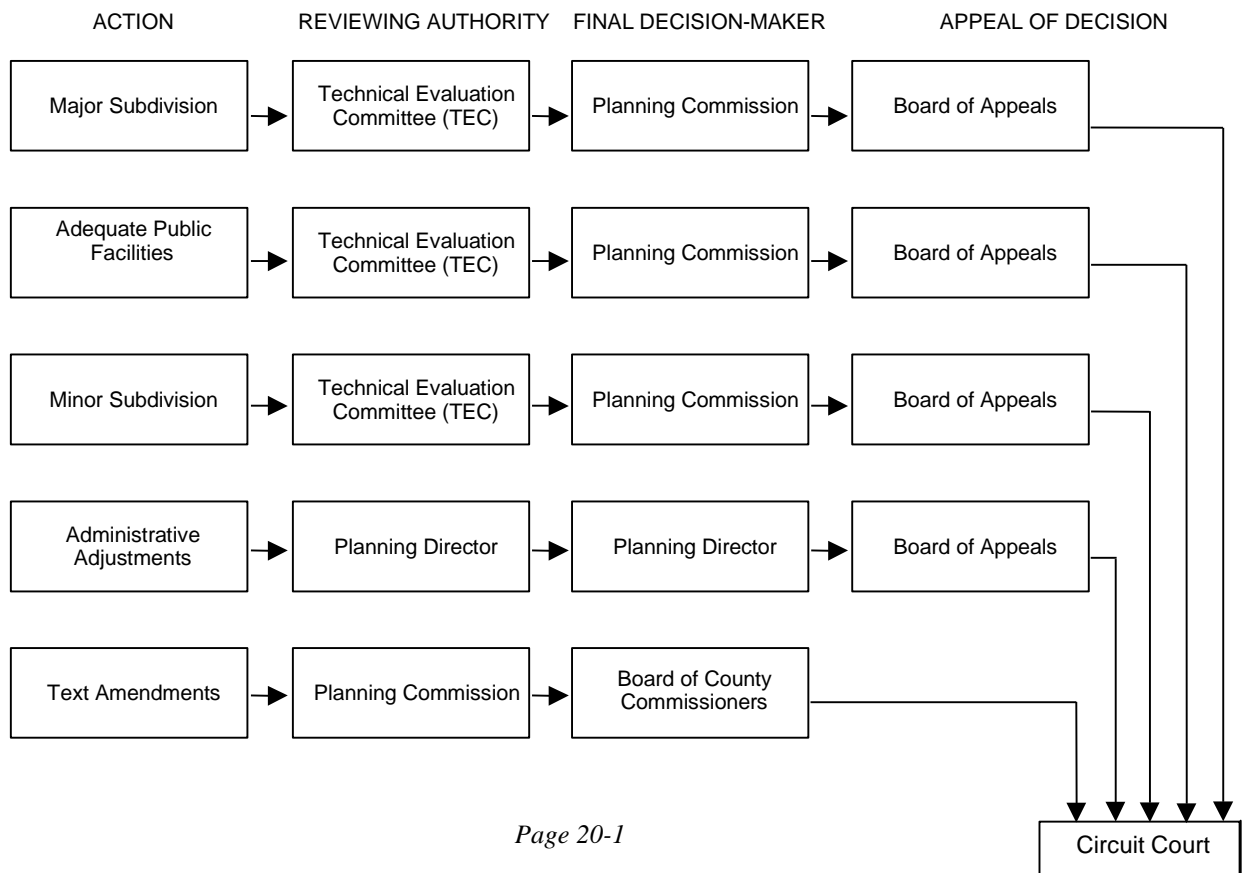 ACTION REVIEWING AUTHORITY FINAL DECISION-MAKER APPEAL OF DECISION
Major Subdivision
Technical Evaluation
Committee (TEC)
Planning Commission
Board of Appeals
Adequate Public
Facilities
Technical Evaluation
Committee (TEC)
Planning Commission
Board of Appeals
Minor Subdivision
Technical Evaluation
Committee (TEC)
Planning Commission
Board of Appeals
Administrative
Adjustments
Planning Director
Planning Director
Board of Appeals
Text Amendments
Planning Commission
Board of County
Commissioners
Page 20-1
Circuit Court